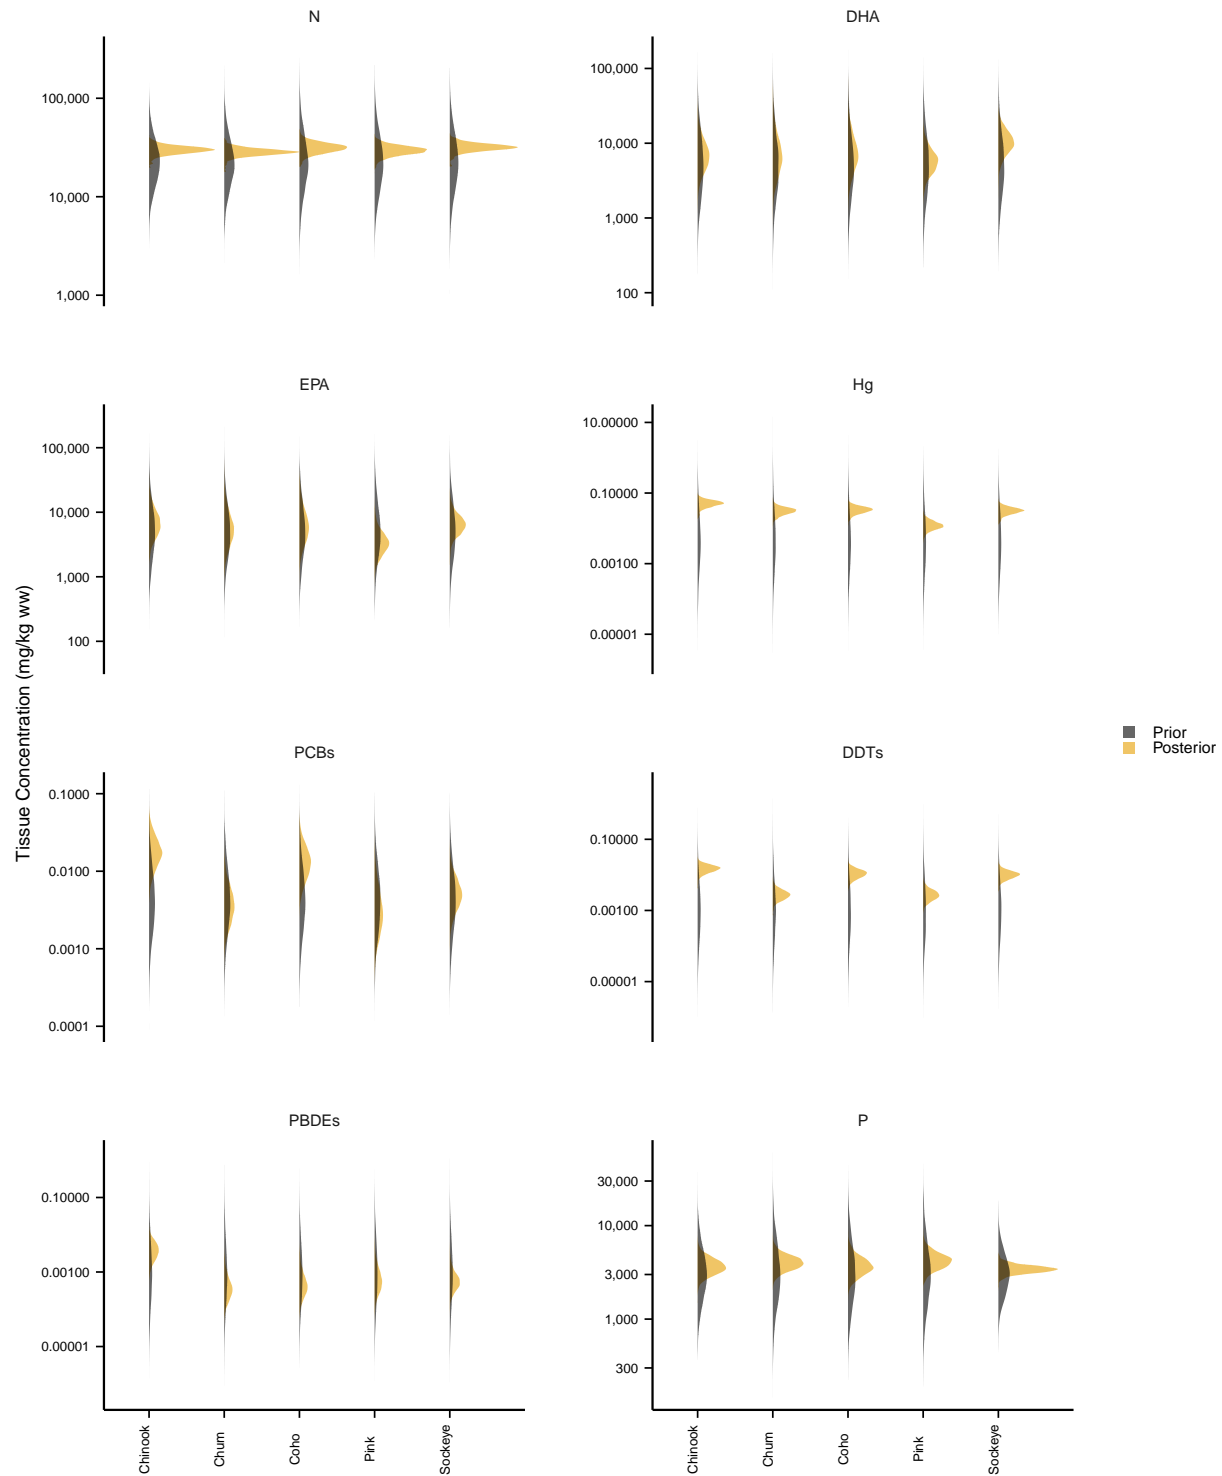 N
DHA
100,000
10,000
1,000
100,000
10,000
1,000
100
EPA
Hg
100,000
10,000
1,000
100
10.00000
0.10000
0.00100
0.00001
Tissue Concentration (mg/kg ww)
Prior
Posterior
PCBs
DDTs
0.1000
0.0100
0.0010
0.0001
0.10000
0.00100
0.00001
PBDEs
P
0.10000
0.00100
0.00001
30,000
10,000
3,000
1,000
300
Chinook
Chum
Coho
Pink
Sockeye
Chinook
Chum
Coho
Pink
Sockeye